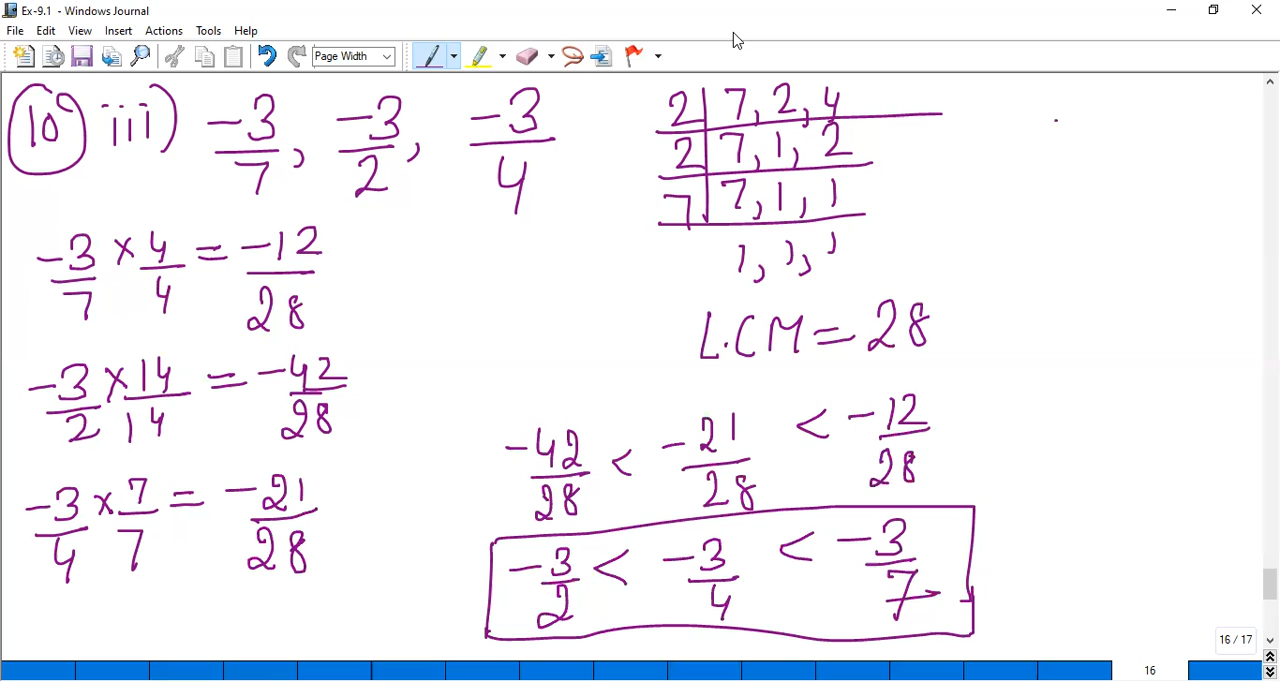 Ex-9.1 - Windows Journal
File Edit View Insert Actions Tools Help
Page Width
10 iii) -3/7, -3/2, -3/4
2 | 7, 2, 4
2 | 7, 1, 2
7 | 7, 1, 1
1, 1, 1
-3/7 × 4/4 = -12/28
L.CM = 28
-3/2 × 14/14 = -42/28
-42/28 < -21/28 < -12/28
-3/4 × 7/7 = -21/28
-3/2 < -3/4 < -3/7
16 / 17
16